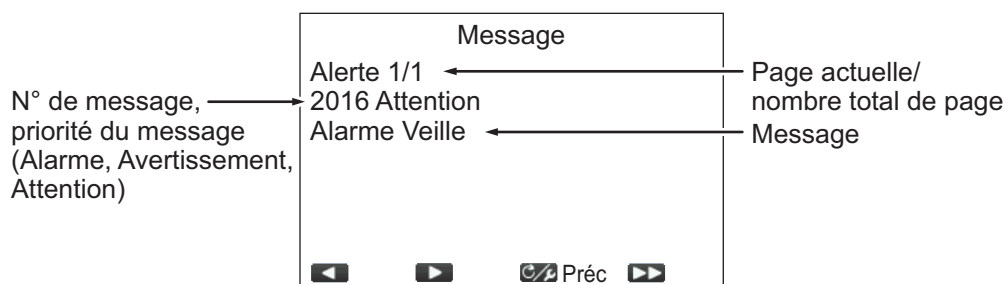 Message
Alerte 1/1
2016 Attention
Alarme Veille
Préc
N° de message,
priorité du message
(Alarme, Avertissement,
Attention)
Page actuelle/
nombre total de page
Message